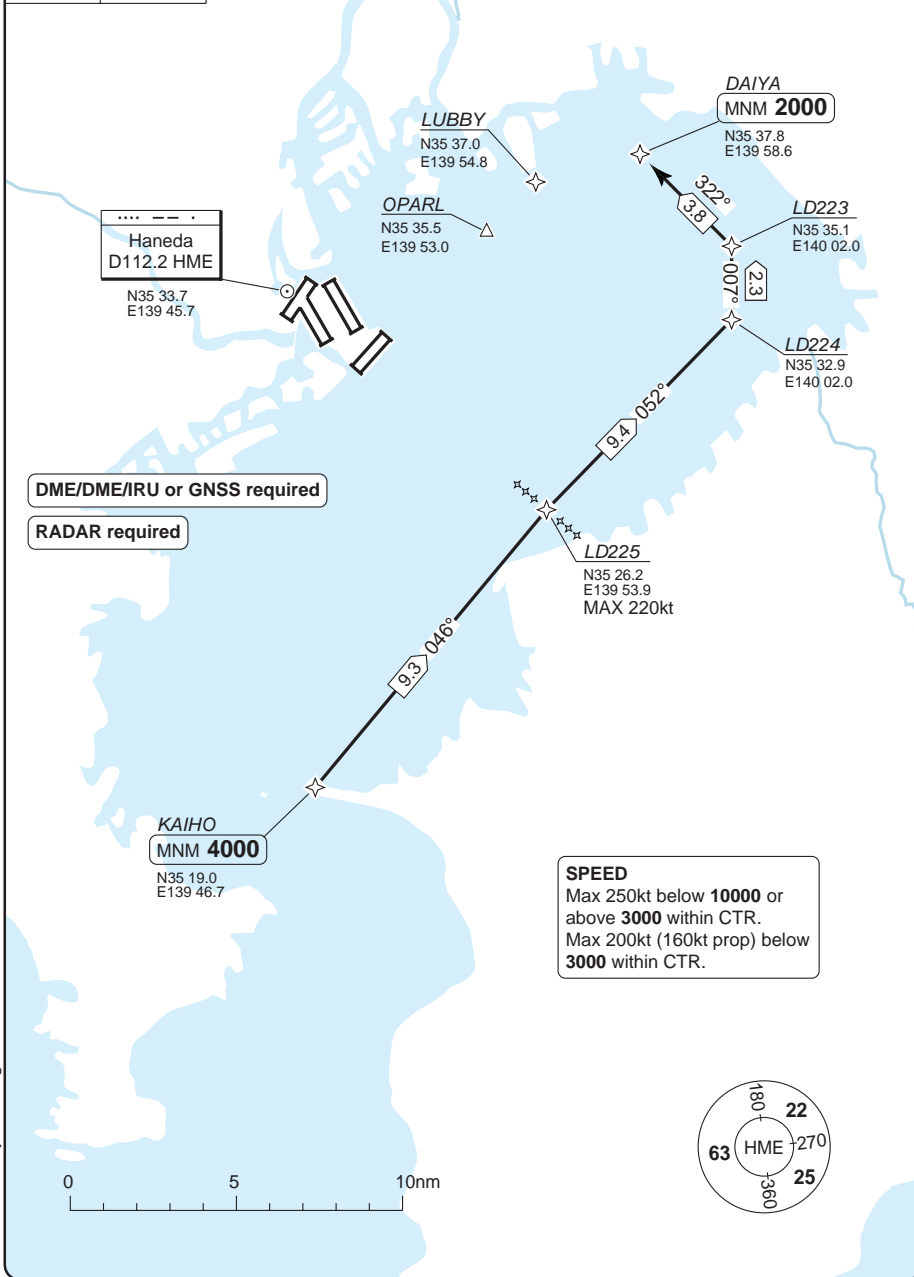 DAIYA
MNM 2000
N35 37.8
E139 58.6
LUBBY
N35 37.0
E139 54.8
322°
3.8
OPARL
N35 35.5
E139 53.0
LD223
N35 35.1
E140 02.0
Haneda
D112.2 HME
N35 33.7
E139 45.7
007°
2.3
LD224
N35 32.9
E140 02.0
9.4 052°
DME/DME/IRU or GNSS required
RADAR required
LD225
N35 26.2
E139 53.9
MAX 220kt
9.3 046°
KAIHO
MNM 4000
N35 19.0
E139 46.7
SPEED
Max 250kt below 10000 or
above 3000 within CTR.
Max 200kt (160kt prop) below
3000 within CTR.
180
22
63
HME
270
25
360
0 5 10nm